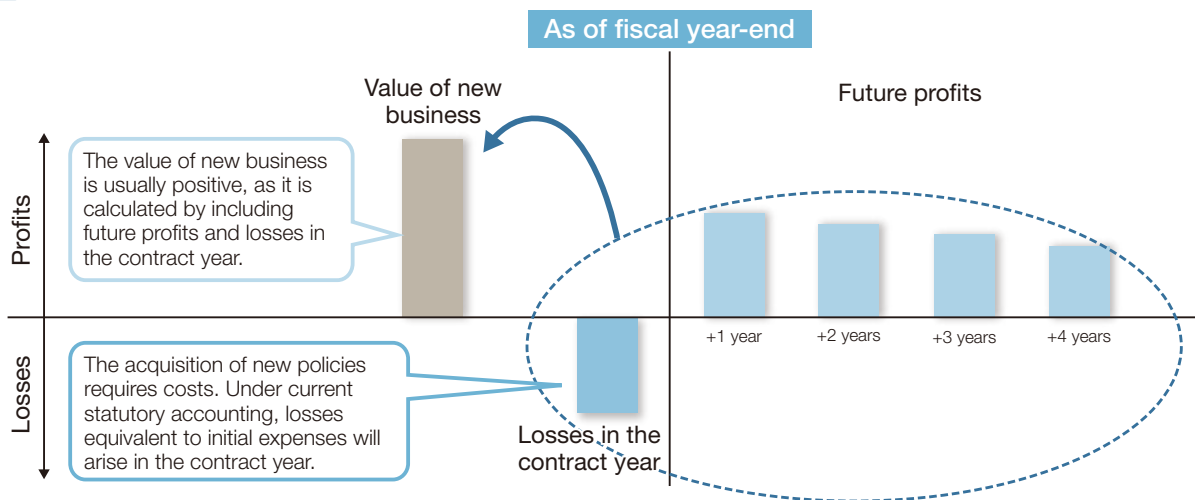 As of fiscal year-end
Value of new
business
Future profits
Profits
The value of new business
is usually positive, as it is
calculated by including
future profits and losses in
the contract year.
+1 year
+2 years
+3 years
+4 years
Losses
The acquisition of new policies
requires costs. Under current
statutory accounting, losses
equivalent to initial expenses will
arise in the contract year.
Losses in the
contract year